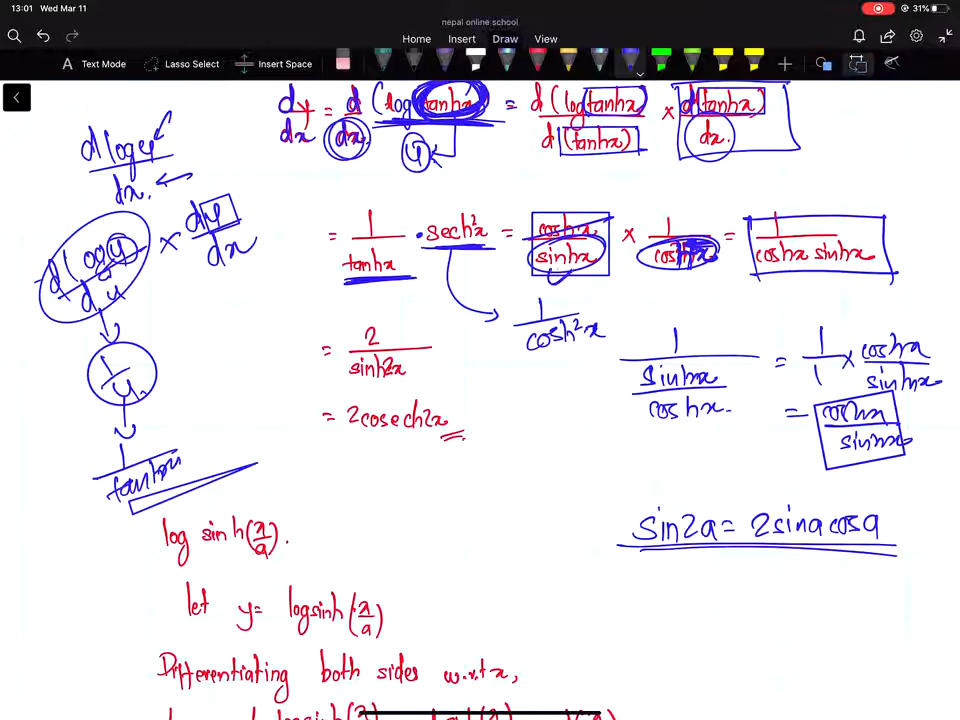 13:01 Wed Mar 11
31%
nepal online school
Home Insert Draw View
Text Mode Lasso Select Insert Space
dy/dx = d/dx (log tanhx) = d(log tanhx)/d(tanhx) × d(tanhx)/dx.
d log y/dx.
d(log y)/dy × dy/dx
= 1/tanhx · sech²x = coshx/sinhx × 1/cosh²x = 1/coshx sinhx
1/cosh²x
= 2/sinh2x
1/y
1/(sinhx/coshx) = 1/1 × coshx/sinhx
= 2cosech2x
= coshx/sinhx
1/tanhx
sin2a = 2sina cosa
log sinh(x/a).
let y = logsinh(x/a)
Differentiating both sides w.r.t x,